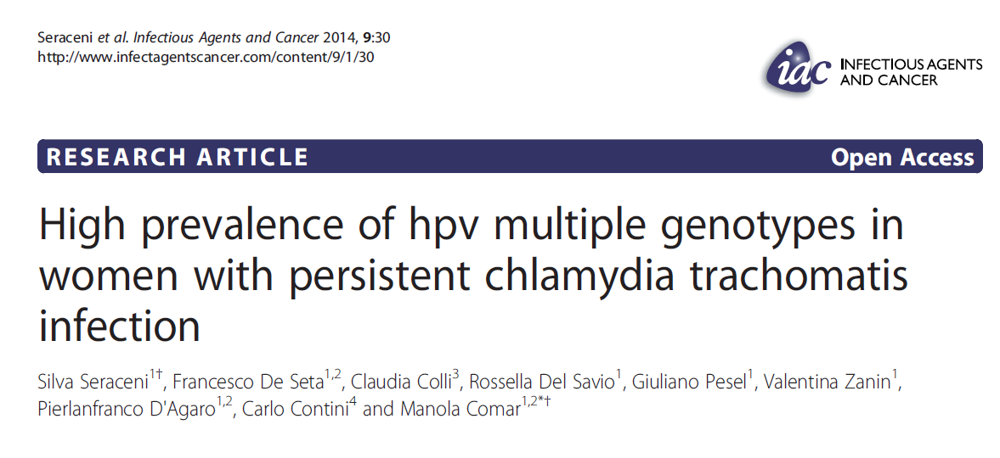 Seraceni et al. Infectious Agents and Cancer 2014, 9:30
http://www.infectagentscancer.com/content/9/1/30
iac INFECTIOUS AGENTS
AND CANCER
RESEARCH ARTICLE Open Access
High prevalence of hpv multiple genotypes in
women with persistent chlamydia trachomatis
infection
Silva Seraceni1†, Francesco De Seta1,2, Claudia Colli3, Rossella Del Savio1, Giuliano Pesel1, Valentina Zanin1,
Pierlanfranco D'Agaro1,2, Carlo Contini4 and Manola Comar1,2*†